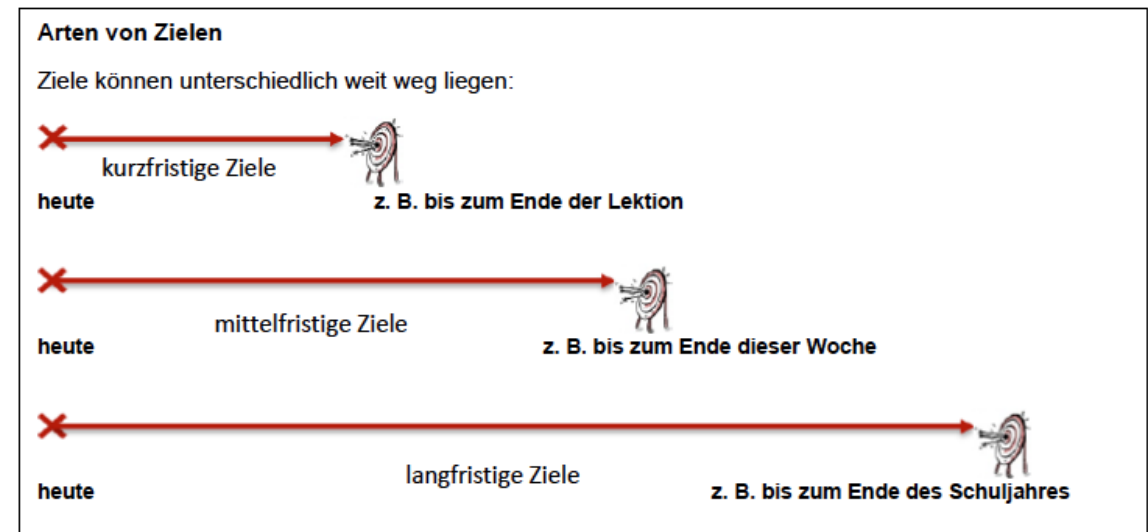 Arten von Zielen
Ziele können unterschiedlich weit weg liegen:
kurzfristige Ziele
heute z. B. bis zum Ende der Lektion
mittelfristige Ziele
heute z. B. bis zum Ende dieser Woche
langfristige Ziele
heute z. B. bis zum Ende des Schuljahres